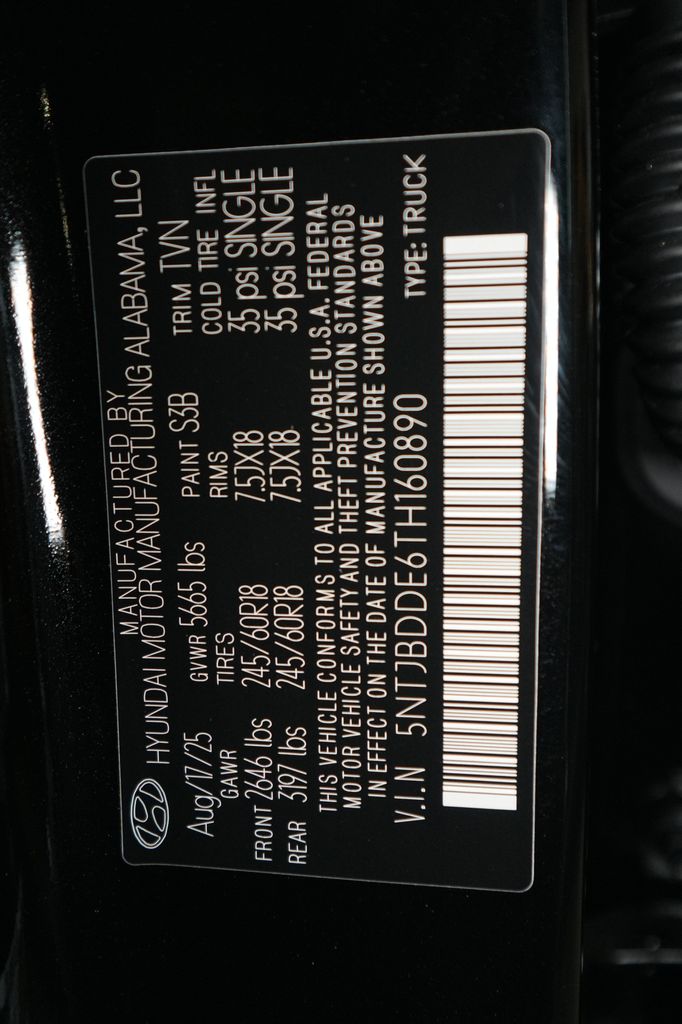 MANUFACTURED BY
HYUNDAI MOTOR MANUFACTURING ALABAMA, LLC
Aug/17/25 GVWR 5665 lbs PAINT S3B TRIM TVN
GAWR TIRES RIMS COLD TIRE INFL
FRONT 2646 lbs 245/60R18 7.5JX18 35 psi SINGLE
REAR 3197 lbs 245/60R18 7.5JX18 35 psi SINGLE
THIS VEHICLE CONFORMS TO ALL APPLICABLE U.S.A. FEDERAL
MOTOR VEHICLE SAFETY AND THEFT PREVENTION STANDARDS
IN EFFECT ON THE DATE OF MANUFACTURE SHOWN ABOVE
V.I.N 5NTJBDDE6TH160890 TYPE: TRUCK